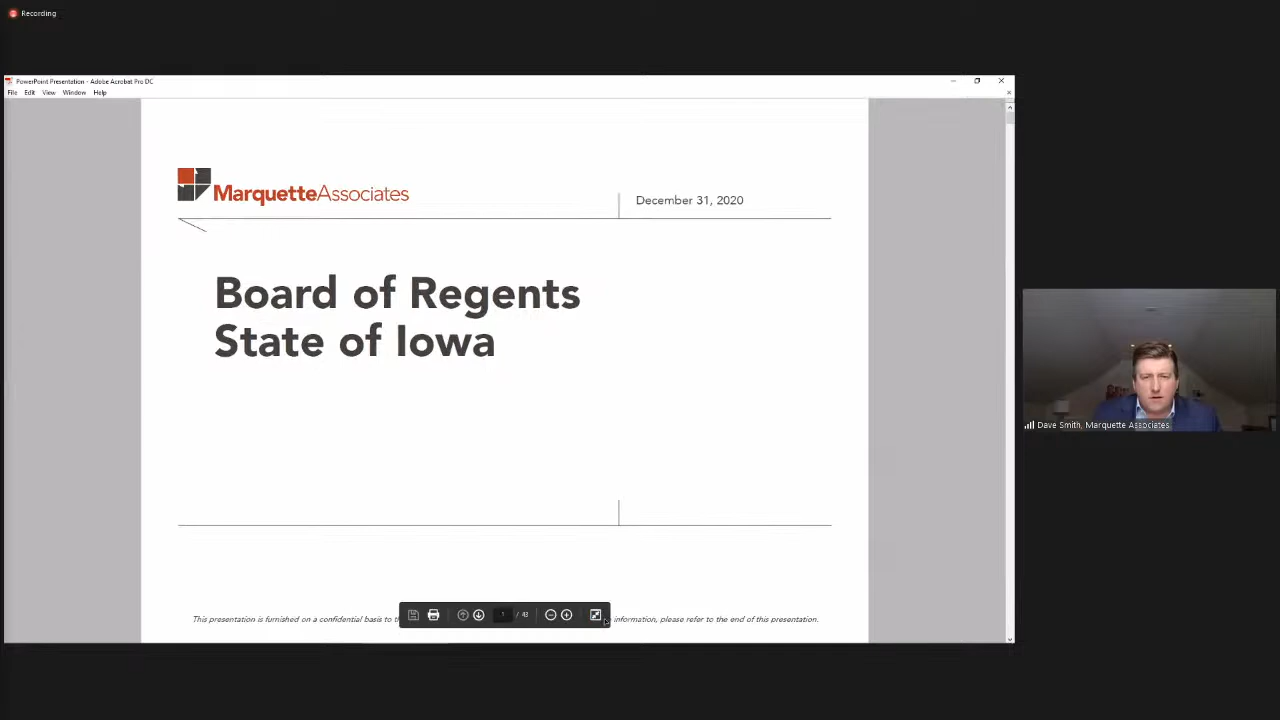 Recording
PowerPoint Presentation - Adobe Acrobat Pro DC
File Edit View Window Help
MarquetteAssociates
December 31, 2020
Board of Regents
State of Iowa
This presentation is furnished on a confidential basis to
information, please refer to the end of this presentation.
1 / 43
Dave Smith, Marquette Associates